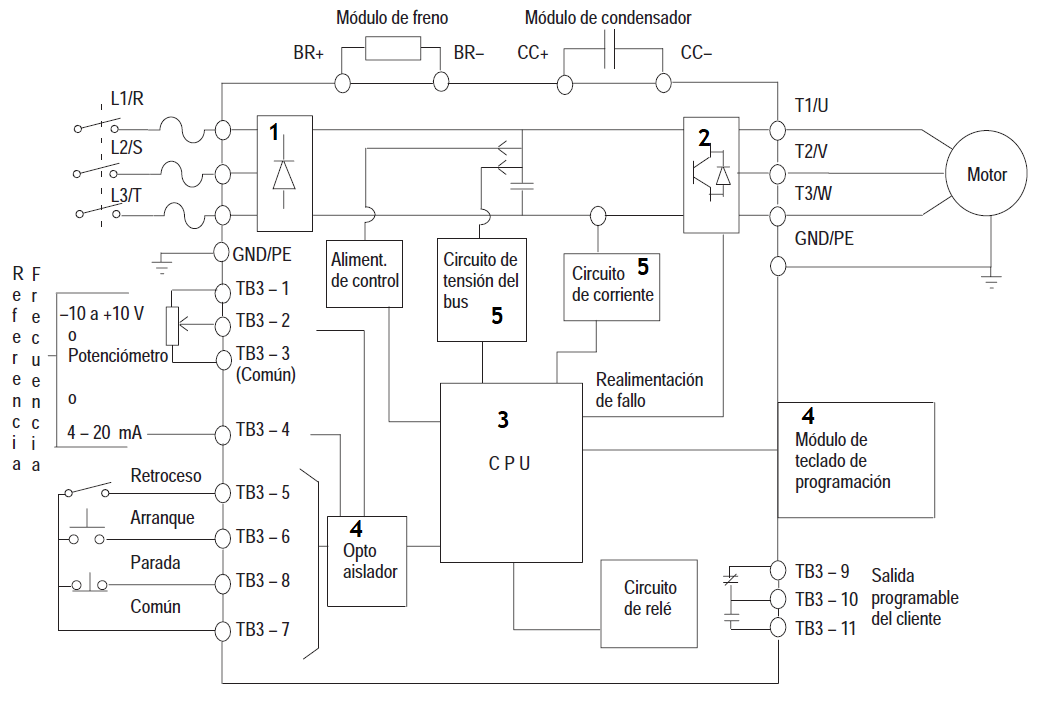 Módulo de freno
Módulo de condensador
BR+
BR–
CC+
CC–
L1/R
L2/S
L3/T
1
2
T1/U
T2/V
T3/W
Motor
GND/PE
GND/PE
Aliment.
de control
Circuito de
tensión del
bus
5
Circuito 5
de corriente
Referencia
Frecuencia
–10 a +10 V
o
Potenciómetro
o
4 – 20 mA
TB3 – 1
TB3 – 2
TB3 – 3
(Común)
TB3 – 4
Realimentación
de fallo
3
CPU
4
Módulo de
teclado de
programación
Retroceso
TB3 – 5
Arranque
TB3 – 6
Parada
TB3 – 8
Común
TB3 – 7
4
Opto
aislador
Circuito
de relé
TB3 – 9
TB3 – 10
TB3 – 11
Salida
programable
del cliente